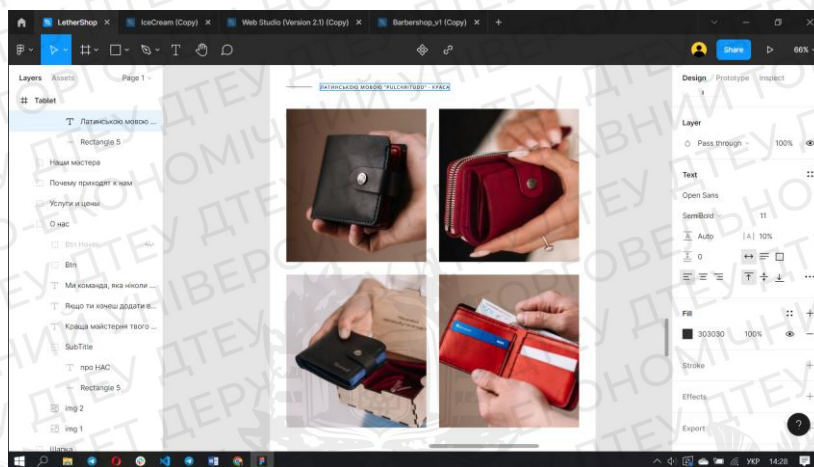 LetherShop
IceCream (Copy)
Web Studio (Version 2.1) (Copy)
Barbershop_v1 (Copy)
Share
66%
Layers
Assets
Page 1
Tablet
Латинською мовою ...
Rectangle 5
Наши мастера
Почему приходят к нам
Услуги и цены
О нас
Btn Hover
Btn
Ми команда, яка ніколи ...
Якщо ти хочеш додати в...
Краща майстерня твого ...
SubTitle
про НАС
Rectangle 5
img 2
img 1
Шапка
ЛАТИНСЬКОЮ МОВОЮ "PULCHRITUDO" - КРАСА
Design
Prototype
Inspect
Layer
Pass through
100%
Text
Open Sans
SemiBold
11
Auto
10%
0
Fill
303030
100%
Stroke
Effects
Export
?
УКР
14:28